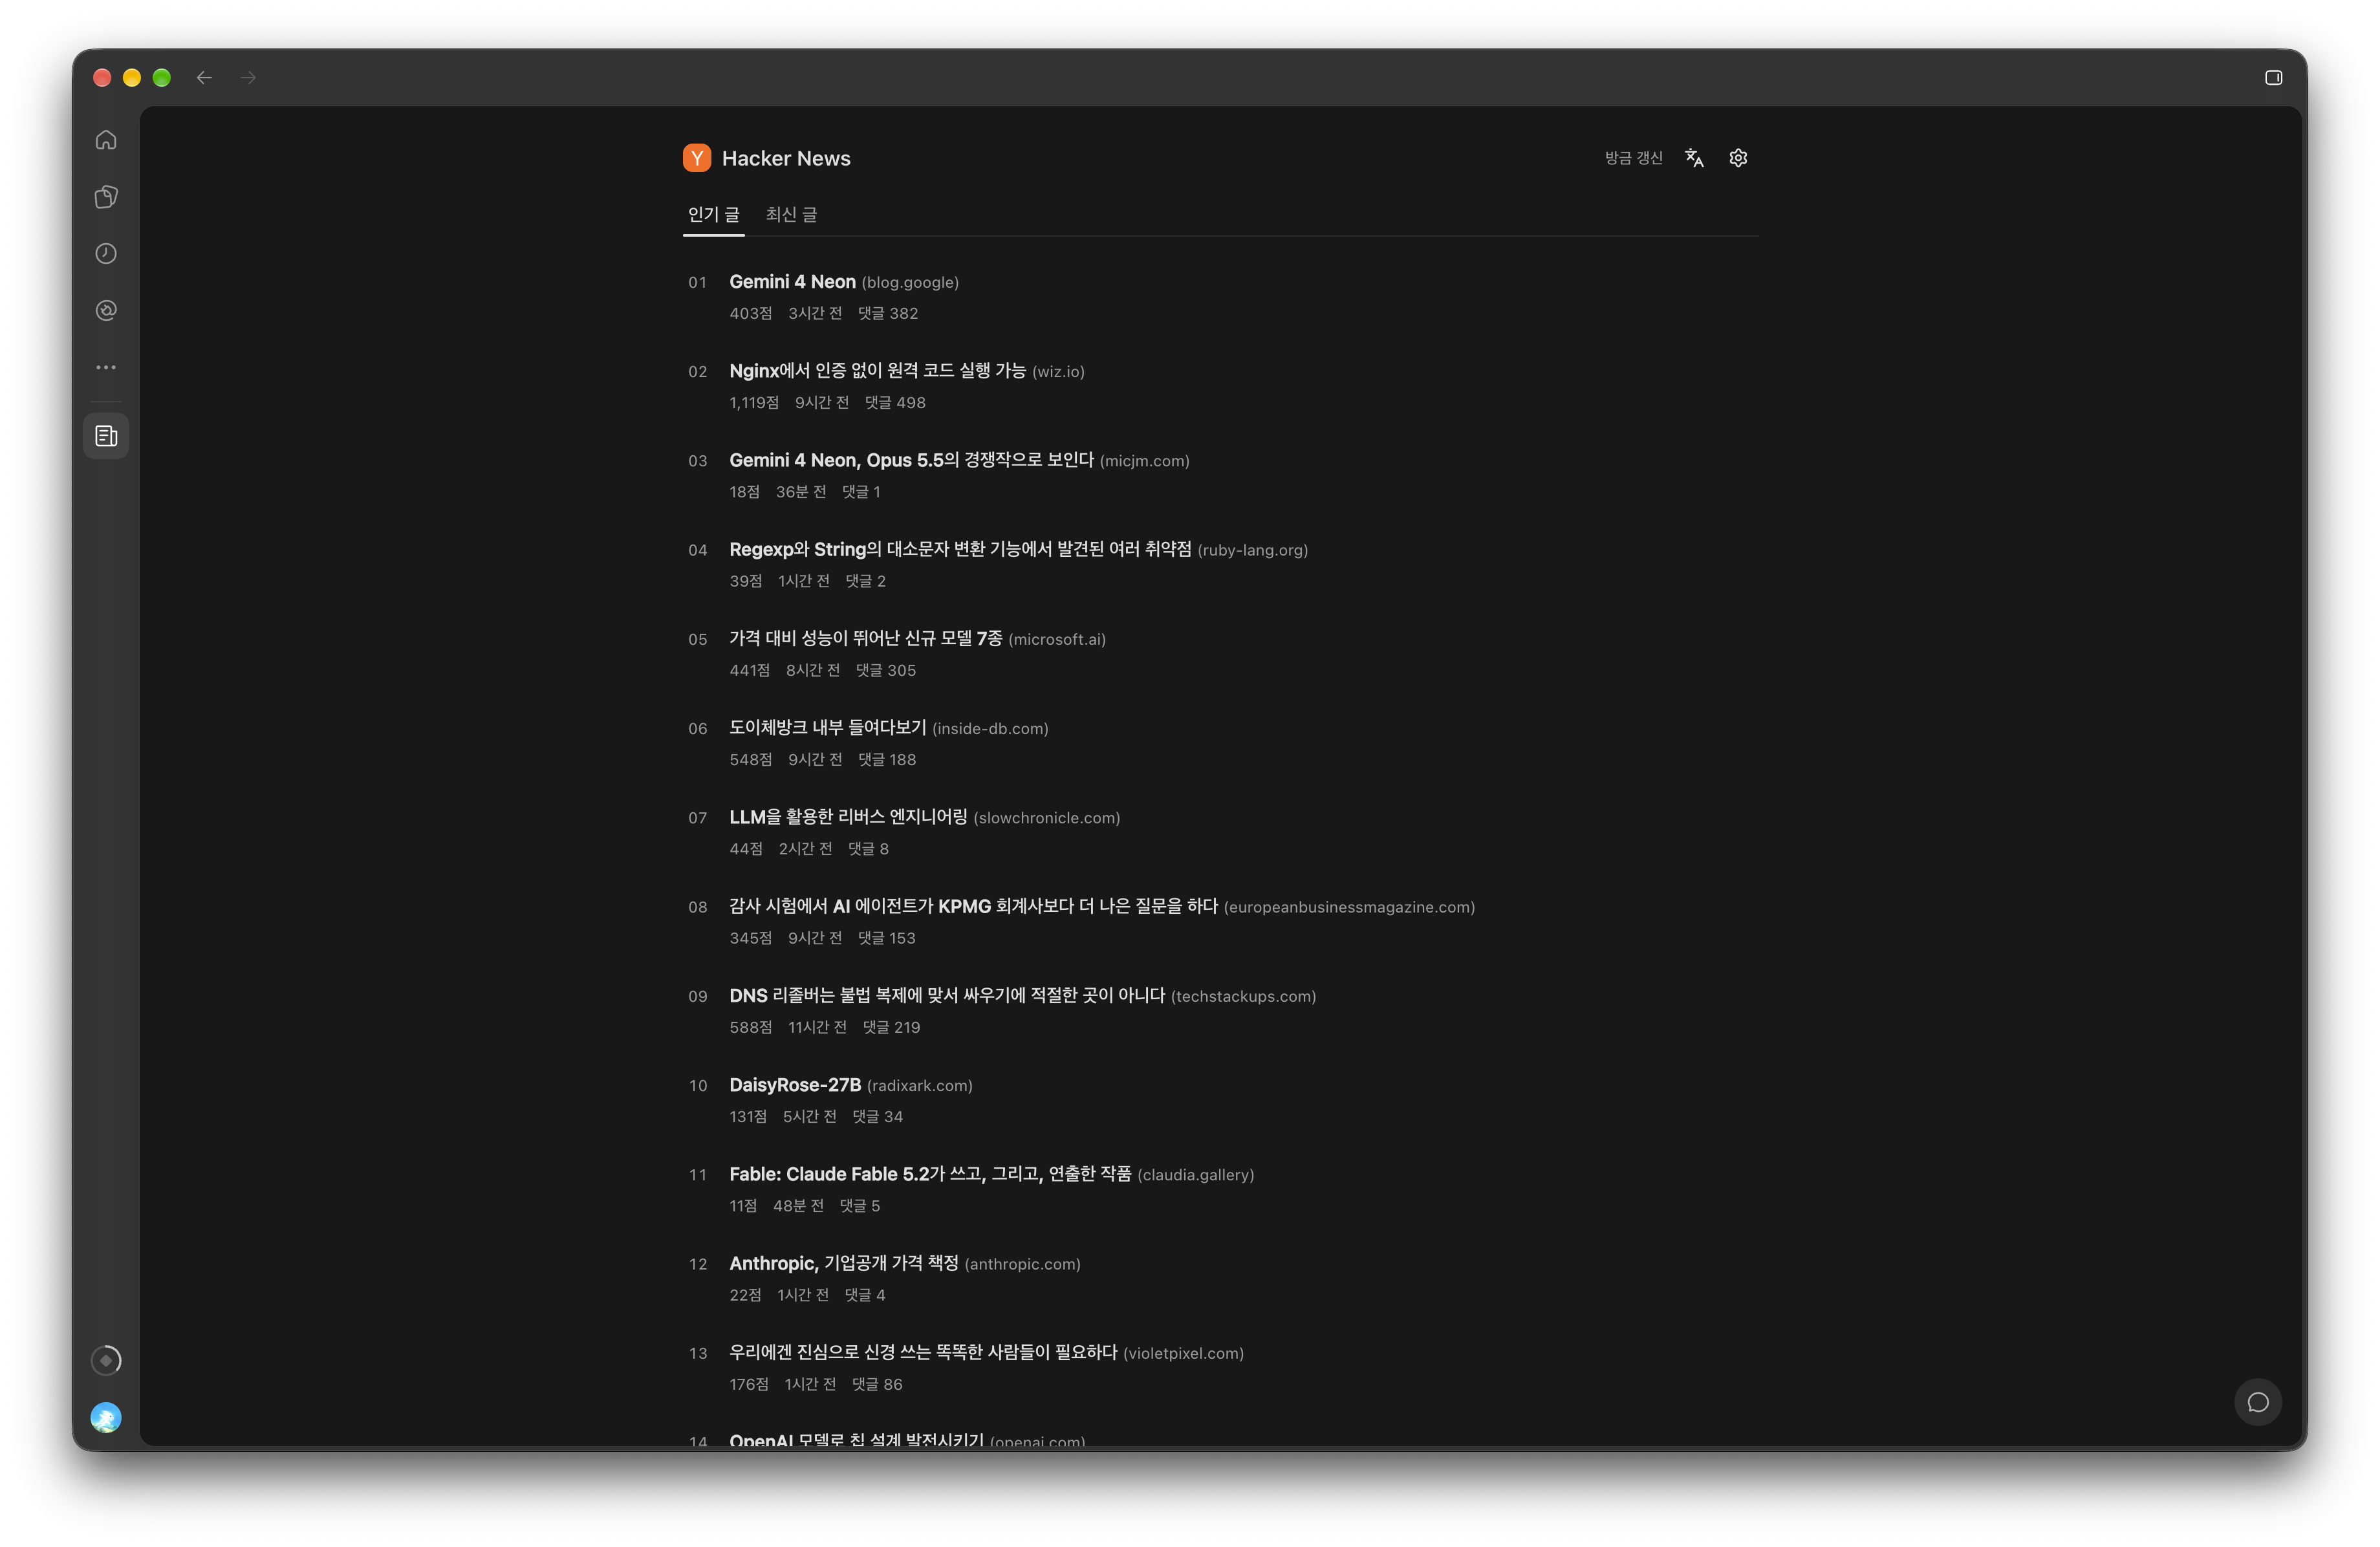 Y Hacker News
방금 갱신
인기 글 최신 글
01 Gemini 4 Neon (blog.google)
403점 3시간 전 댓글 382
02 Nginx에서 인증 없이 원격 코드 실행 가능 (wiz.io)
1,119점 9시간 전 댓글 498
03 Gemini 4 Neon, Opus 5.5의 경쟁작으로 보인다 (micjm.com)
18점 36분 전 댓글 1
04 Regexp와 String의 대소문자 변환 기능에서 발견된 여러 취약점 (ruby-lang.org)
39점 1시간 전 댓글 2
05 가격 대비 성능이 뛰어난 신규 모델 7종 (microsoft.ai)
441점 8시간 전 댓글 305
06 도이체방크 내부 들여다보기 (inside-db.com)
548점 9시간 전 댓글 188
07 LLM을 활용한 리버스 엔지니어링 (slowchronicle.com)
44점 2시간 전 댓글 8
08 감사 시험에서 AI 에이전트가 KPMG 회계사보다 더 나은 질문을 하다 (europeanbusinessmagazine.com)
345점 9시간 전 댓글 153
09 DNS 리졸버는 불법 복제에 맞서 싸우기에 적절한 곳이 아니다 (techstackups.com)
588점 11시간 전 댓글 219
10 DaisyRose-27B (radixark.com)
131점 5시간 전 댓글 34
11 Fable: Claude Fable 5.2가 쓰고, 그리고, 연출한 작품 (claudia.gallery)
11점 48분 전 댓글 5
12 Anthropic, 기업공개 가격 책정 (anthropic.com)
22점 1시간 전 댓글 4
13 우리에겐 진심으로 신경 쓰는 똑똑한 사람들이 필요하다 (violetpixel.com)
176점 1시간 전 댓글 86
14 OpenAI 모델로 칩 설계 발전시키기 (openai.com)